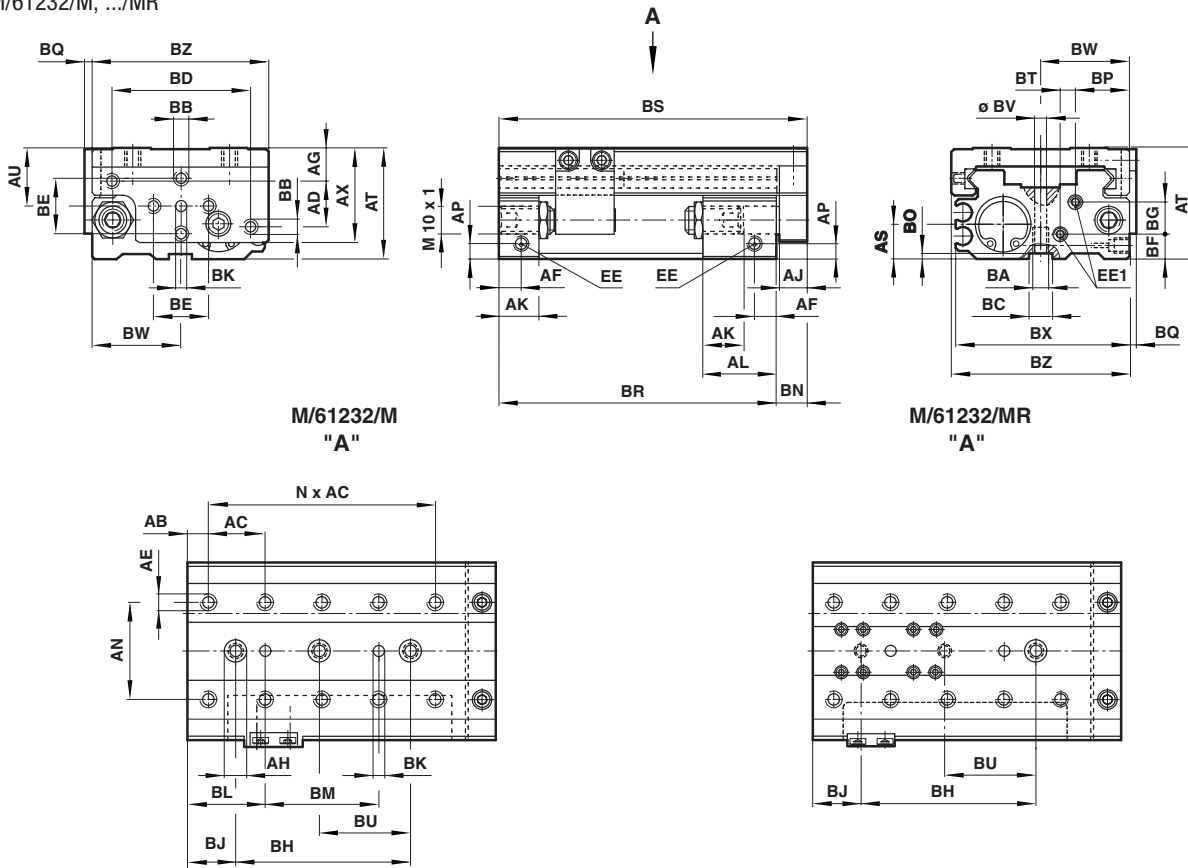 M/61232/M, .../MR
A
BQ
BZ
BD
BB
AU
BE
AG
AD
BB
AX
AT
BK
BE
BW
BS
M 10 x 1
AP
AP
AF
EE
EE
AJ
AK
AF
AK
AL
BR
BN
BW
BT
BP
ø BV
AT
BG
BF
BO
AS
BA
EE1
BC
BX
BQ
BZ
M/61232/M
"A"
M/61232/MR
"A"
N x AC
AB
AC
AE
AN
AH
BK
BL
BM
BU
BJ
BH
BU
BJ
BH